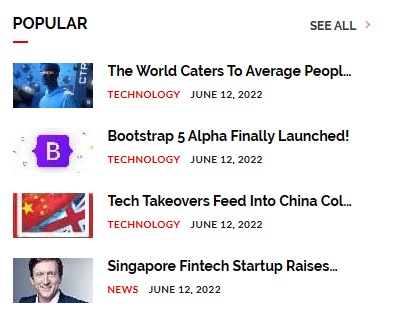 POPULAR
SEE ALL
The World Caters To Average Peopl...
TECHNOLOGY JUNE 12, 2022
Bootstrap 5 Alpha Finally Launched!
B
TECHNOLOGY JUNE 12, 2022
Tech Takeovers Feed Into China Col...
TECHNOLOGY JUNE 12, 2022
Singapore Fintech Startup Raises...
NEWS JUNE 12, 2022